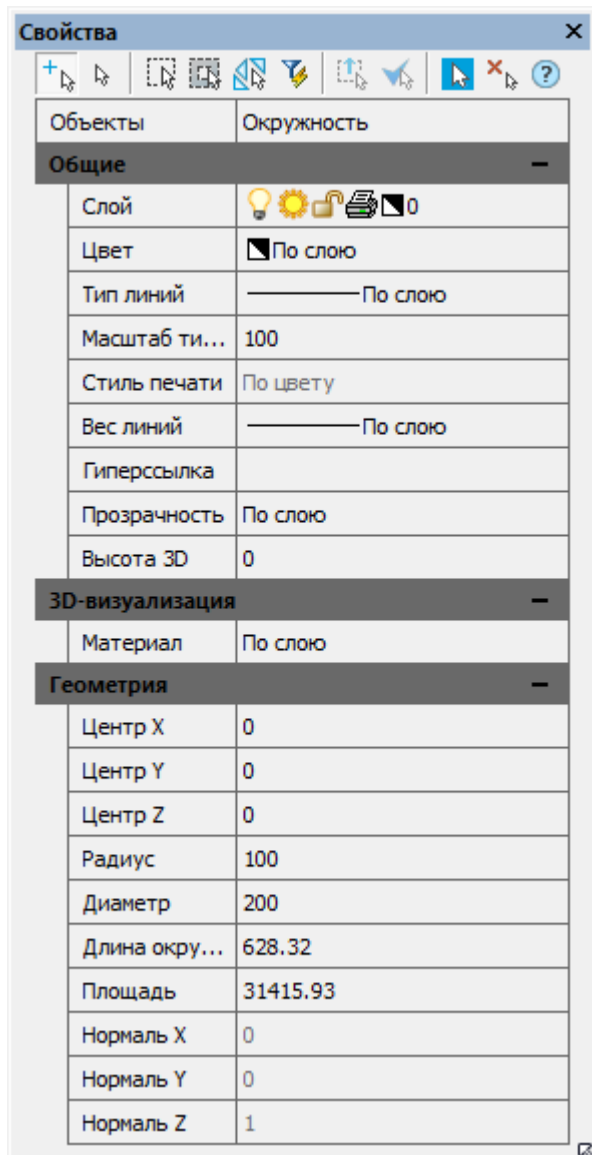 Свойства
Объекты Окружность
Общие
Слой 0
Цвет По слою
Тип линий По слою
Масштаб ти... 100
Стиль печати По цвету
Вес линий По слою
Гиперссылка
Прозрачность По слою
Высота 3D 0
3D-визуализация
Материал По слою
Геометрия
Центр X 0
Центр Y 0
Центр Z 0
Радиус 100
Диаметр 200
Длина окру... 628.32
Площадь 31415.93
Нормаль X 0
Нормаль Y 0
Нормаль Z 1